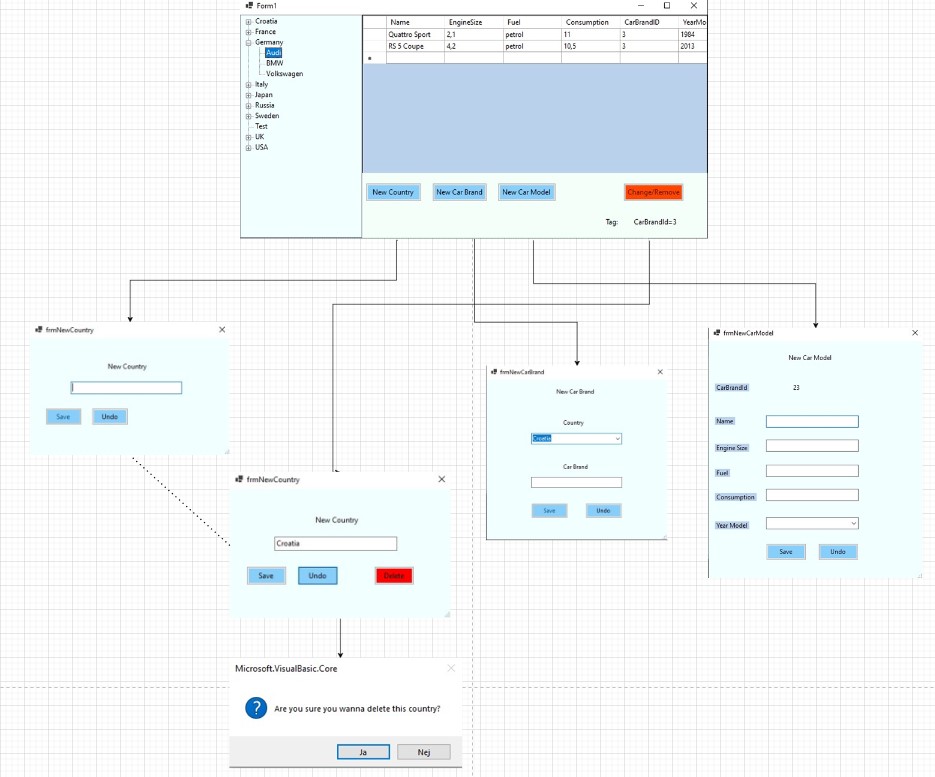 Form1
Croatia
France
Germany
Audi
BMW
Volkswagen
Italy
Japan
Russia
Sweden
Test
UK
USA
Name EngineSize Fuel Consumption CarBrandID YearMo
Quattro Sport 2,1 petrol 11 3 1984
RS 5 Coupe 4,2 petrol 10,5 3 2013
New Country New Car Brand New Car Model Change/Remove
Tag: CarBrandId=3
frmNewCountry
New Country
Save Undo
frmNewCountry
New Country
Croatia
Save Undo Delete
Microsoft.VisualBasic.Core
Are you sure you wanna delete this country?
Ja Nej
frmNewCarBrand
New Car Brand
Country
Croatia
Car Brand
Save Undo
frmNewCarModel
New Car Model
CarBrandId 23
Name
Engine Size
Fuel
Consumption
Year Model
Save Undo